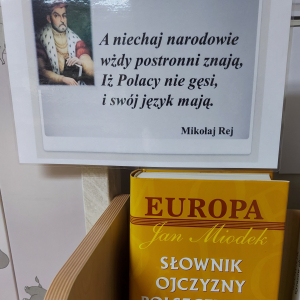 A niechaj narodowie
wżdy postronni znają,
Iż Polacy nie gęsi,
i swój język mają.
Mikołaj Rej
EUROPA
Jan Miodek
SŁOWNIK
OJCZYZNY
POLSZCZYZNY